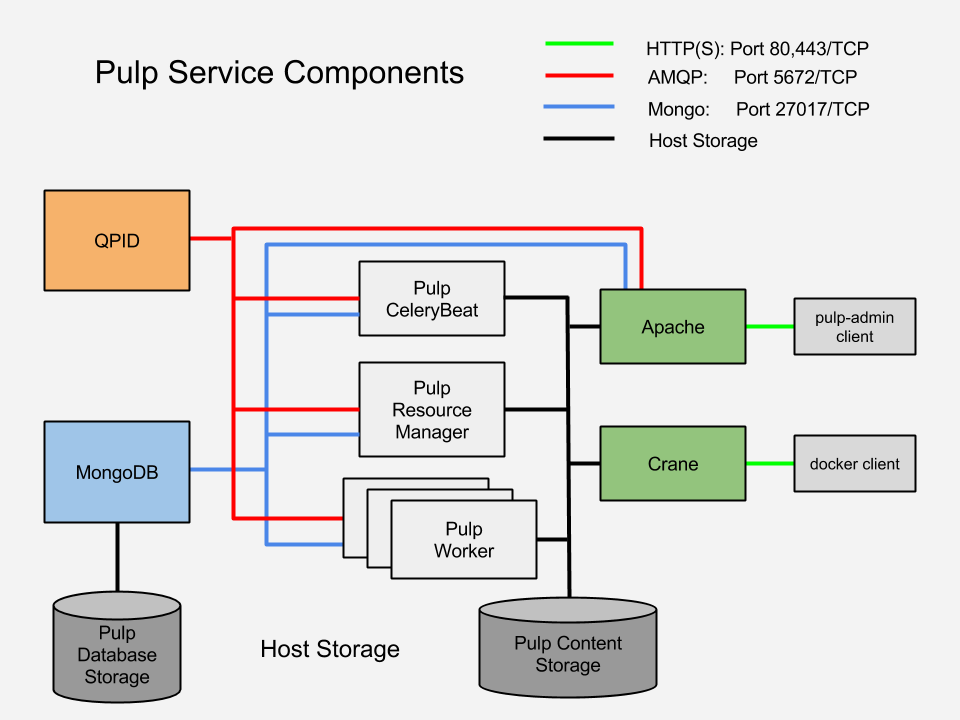 Pulp Service Components
HTTP(S): Port 80,443/TCP
AMQP: Port 5672/TCP
Mongo: Port 27017/TCP
Host Storage
QPID
Pulp
CeleryBeat
Apache
pulp-admin
client
Pulp
Resource
Manager
MongoDB
Crane
docker client
Pulp
Worker
Pulp
Database
Storage
Host Storage
Pulp Content
Storage